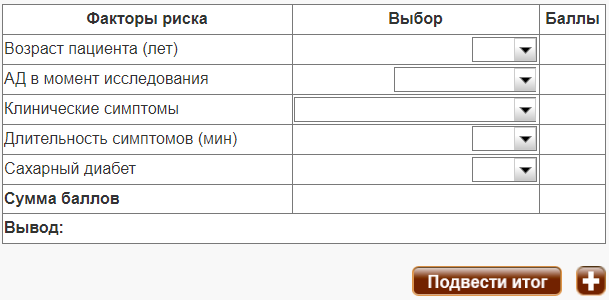 Факторы риска Выбор Баллы
Возраст пациента (лет)
АД в момент исследования
Клинические симптомы
Длительность симптомов (мин)
Сахарный диабет
Сумма баллов
Вывод:
Подвести итог